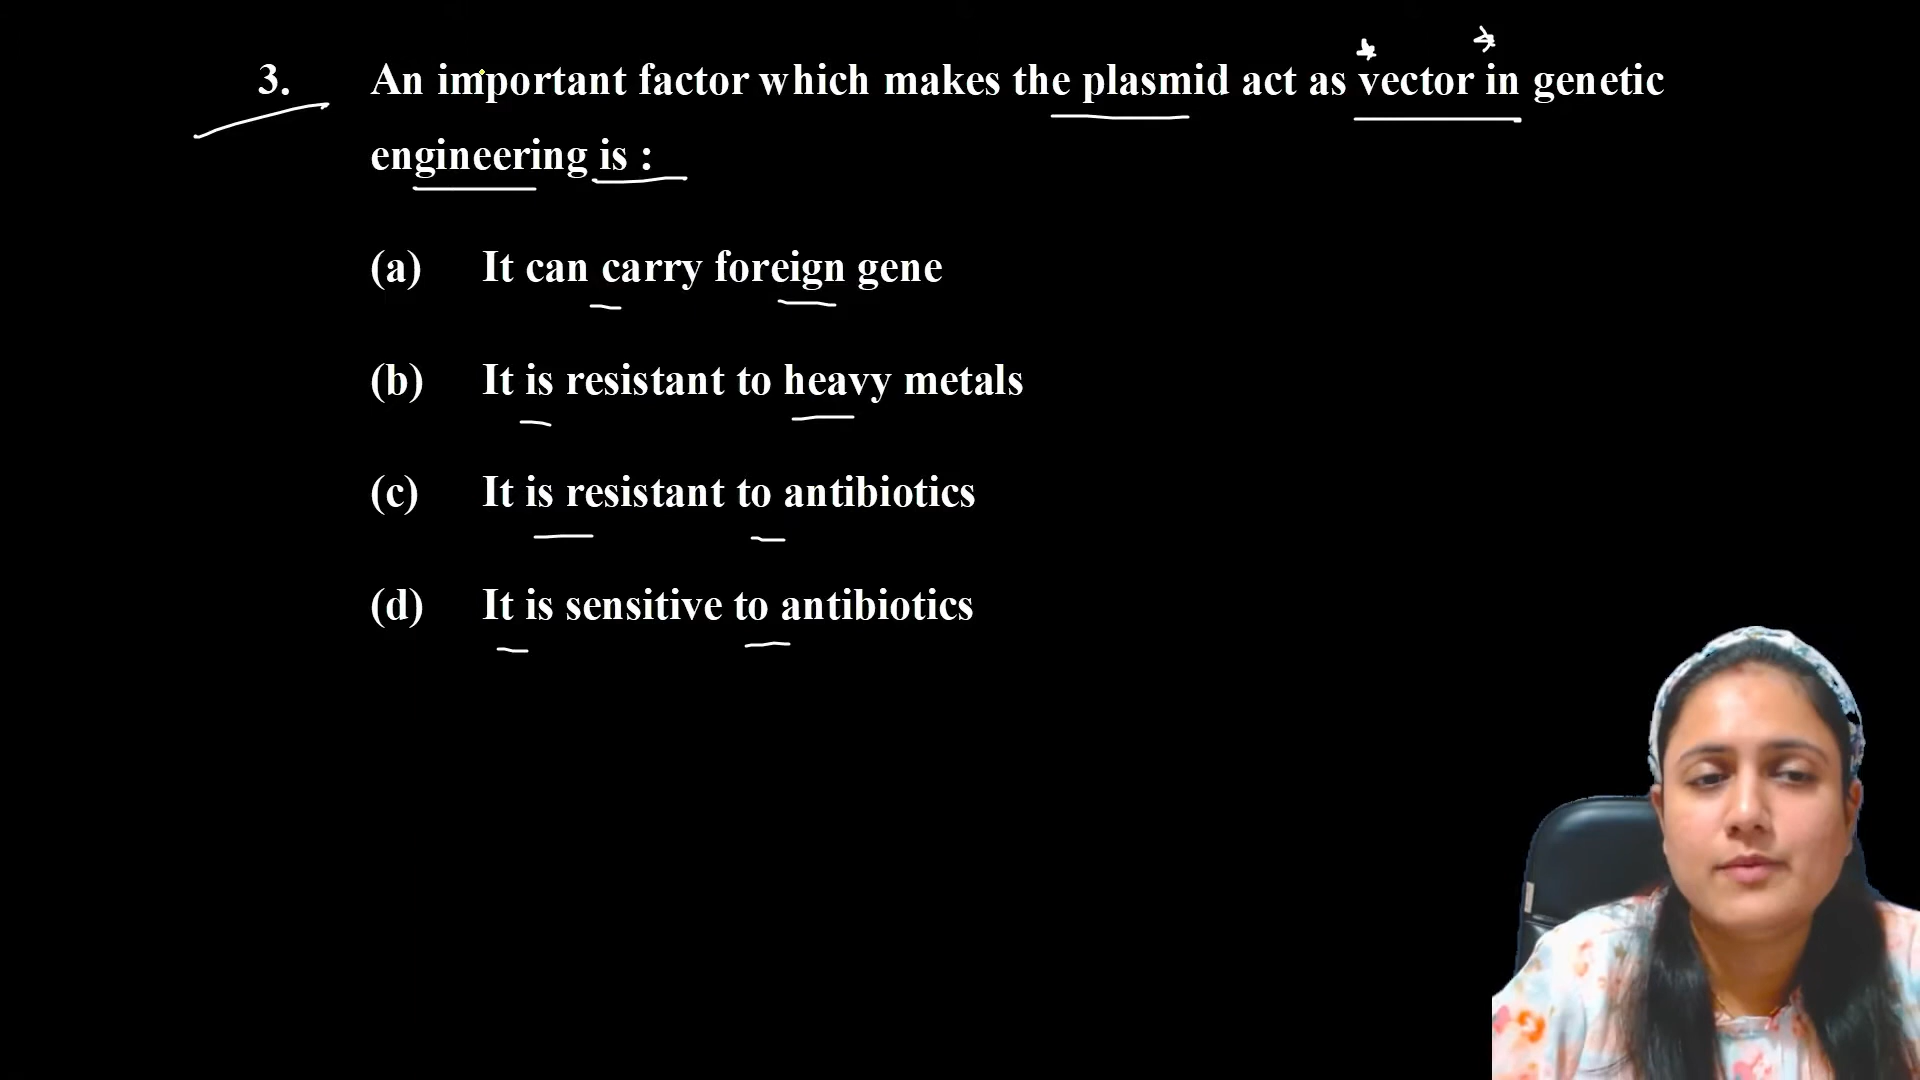 3. An important factor which makes the plasmid act as vector in genetic
engineering is :
(a) It can carry foreign gene
(b) It is resistant to heavy metals
(c) It is resistant to antibiotics
(d) It is sensitive to antibiotics